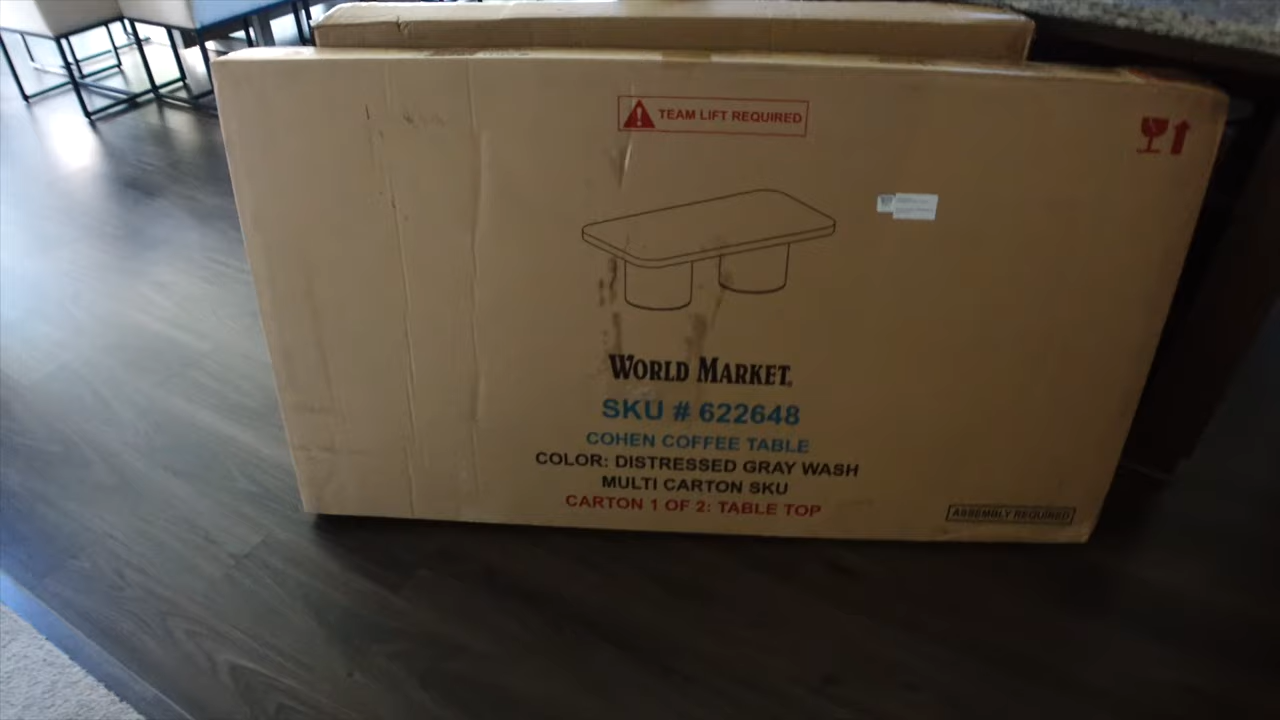 TEAM LIFT REQUIRED
WORLD MARKET.
SKU # 622648
COHEN COFFEE TABLE
COLOR: DISTRESSED GRAY WASH
MULTI CARTON SKU
CARTON 1 OF 2: TABLE TOP
ASSEMBLY REQUIRED